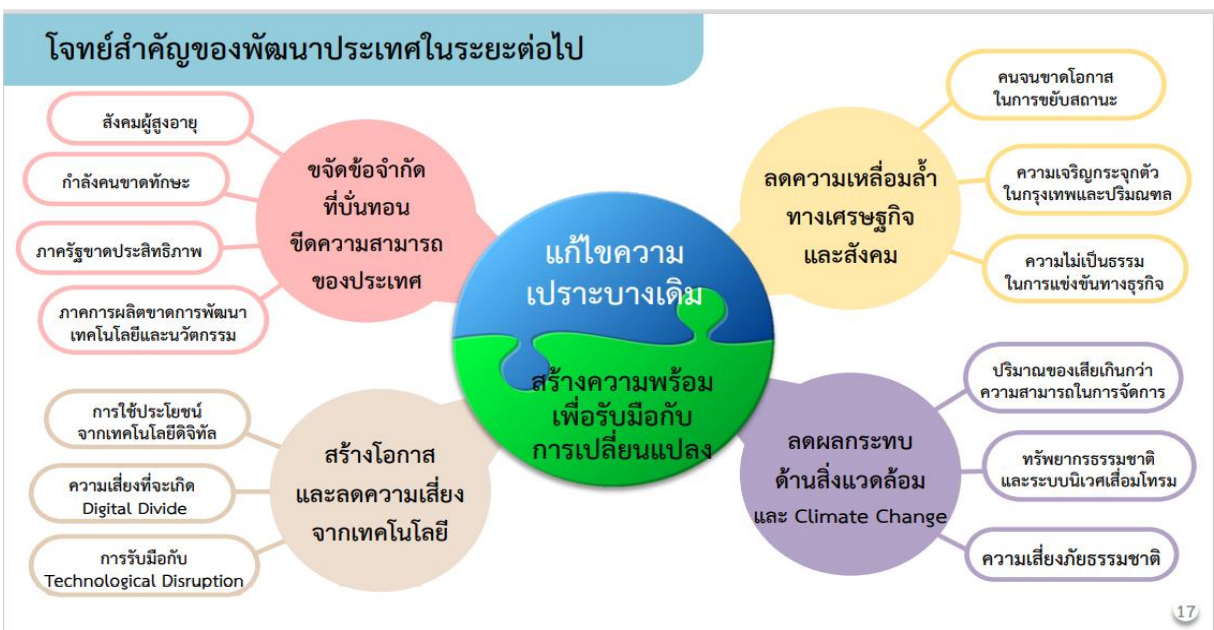 โจทย์สำคัญของพัฒนาประเทศในระยะต่อไป
สังคมผู้สูงอายุ
กำลังคนขาดทักษะ
ภาครัฐขาดประสิทธิภาพ
ภาคการผลิตขาดการพัฒนา
เทคโนโลยีและนวัตกรรม
ขจัดข้อจำกัด
ที่บั่นทอน
ขีดความสามารถ
ของประเทศ
แก้ไขความ
เปราะบางเดิม
สร้างความพร้อม
เพื่อรับมือกับ
การเปลี่ยนแปลง
ลดความเหลื่อมล้ำ
ทางเศรษฐกิจ
และสังคม
คนจนขาดโอกาส
ในการขยับสถานะ
ความเจริญกระจุกตัว
ในกรุงเทพและปริมณฑล
ความไม่เป็นธรรม
ในการแข่งขันทางธุรกิจ
การใช้ประโยชน์
จากเทคโนโลยีดิจิทัล
ความเสี่ยงที่จะเกิด
Digital Divide
การรับมือกับ
Technological Disruption
สร้างโอกาส
และลดความเสี่ยง
จากเทคโนโลยี
ลดผลกระทบ
ด้านสิ่งแวดล้อม
และ Climate Change
ปริมาณของเสียเกินกว่า
ความสามารถในการจัดการ
ทรัพยากรธรรมชาติ
และระบบนิเวศเสื่อมโทรม
ความเสี่ยงภัยธรรมชาติ
17